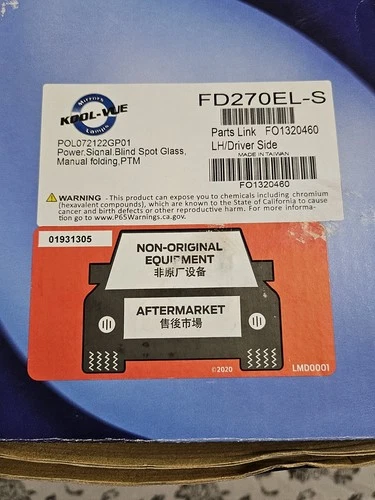 Mirrors
KOOL-VUE
Lamps
FD270EL-S
POL072122GP01
Power,Signal,Blind Spot Glass,
Manual folding,PTM
Parts Link FO1320460
LH/Driver Side
MADE IN TAIWAN
FO1320460
WARNING - This product can expose you to chemicals including chromium
(hexavalent compounds), which are known to the State of California to cause
cancer and birth defects or other reproductive harm. For more informa-
tion go to www.P65Warnings.ca.gov.
01931305
NON-ORIGINAL
EQUIPMENT
非原厂设备
AFTERMARKET
售後市場
©2020
LMD0001